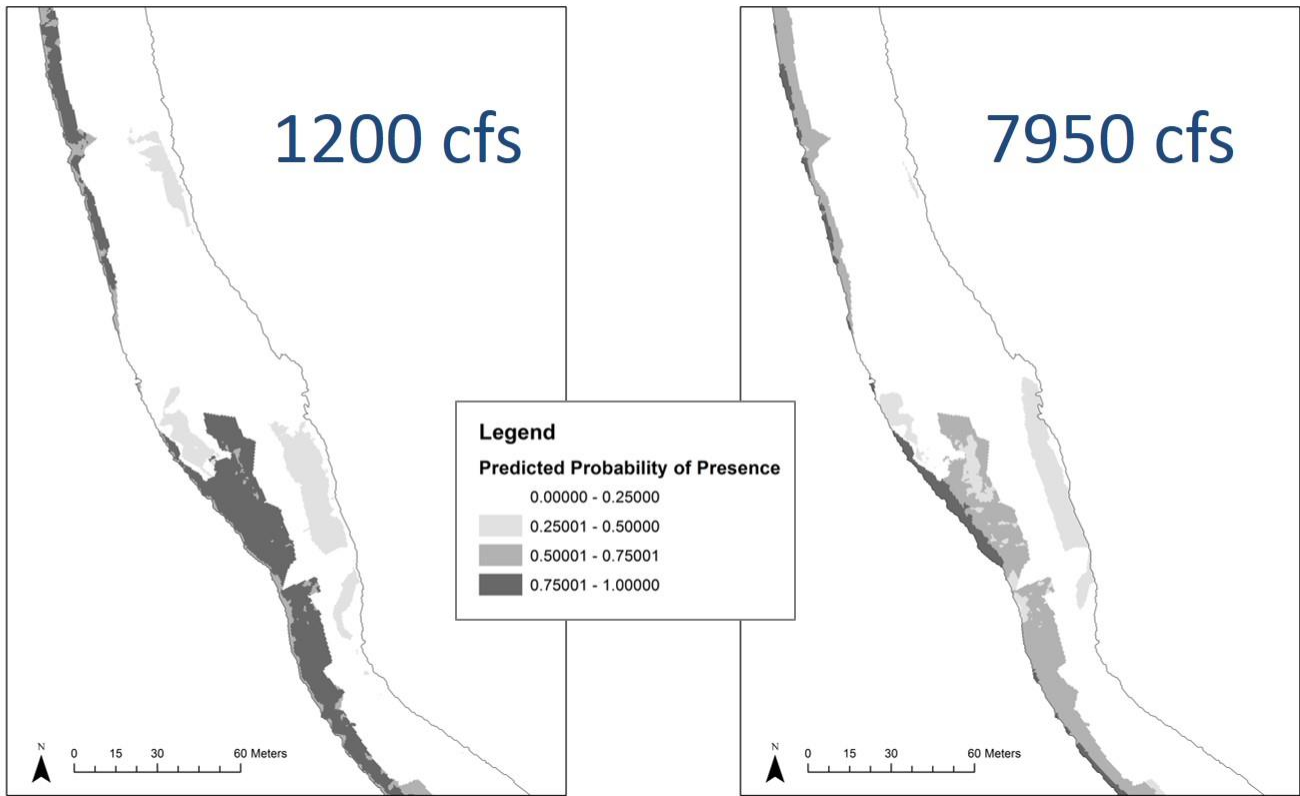 1200 cfs
7950 cfs
Legend
Predicted Probability of Presence
0.00000 - 0.25000
0.25001 - 0.50000
0.50001 - 0.75001
0.75001 - 1.00000
N
0 15 30 60 Meters
N
0 15 30 60 Meters